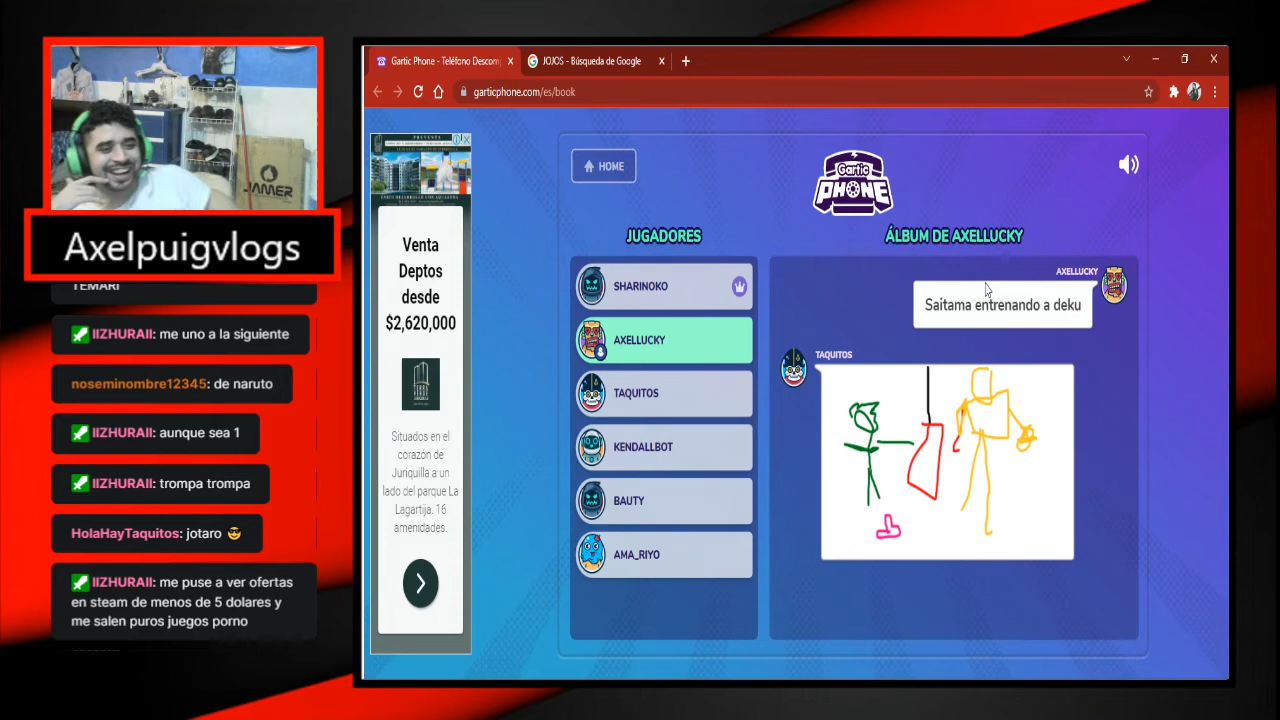 Gartic Phone - Teléfono Descom
JOJOS - Búsqueda de Google
garticphone.com/es/book
JAMER
Axelpuigvlogs
TEMARI
IIZHURAII: me uno a la siguiente
noseminombre12345: de naruto
IIZHURAII: aunque sea 1
IIZHURAII: trompa trompa
HolaHayTaquitos: jotaro
IIZHURAII: me puse a ver ofertas
en steam de menos de 5 dolares y
me salen puros juegos porno
PREVENTA
Venta
Deptos
desde
$2,620,000
Situados en el
corazón de
Juriquilla a un
lado del parque La
Lagartija. 16
amenidades.
HOME
Gartic
PHONE
JUGADORES
SHARINOKO
AXELLUCKY
TAQUITOS
KENDALLBOT
BAUTY
AMA_RIYO
ÁLBUM DE AXELLUCKY
AXELLUCKY
Saitama entrenando a deku
TAQUITOS